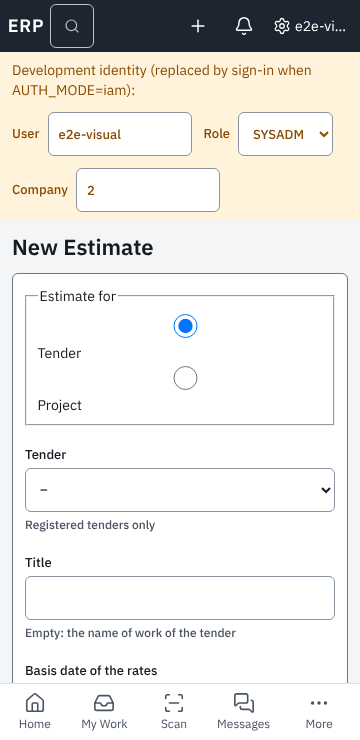 ERP
e2e-vi...
Development identity (replaced by sign-in when
AUTH_MODE=iam):
User e2e-visual Role SYSADM
Company 2
New Estimate
Estimate for
Tender
Project
Tender
–
Registered tenders only
Title
Empty: the name of work of the tender
Basis date of the rates
Home My Work Scan Messages More